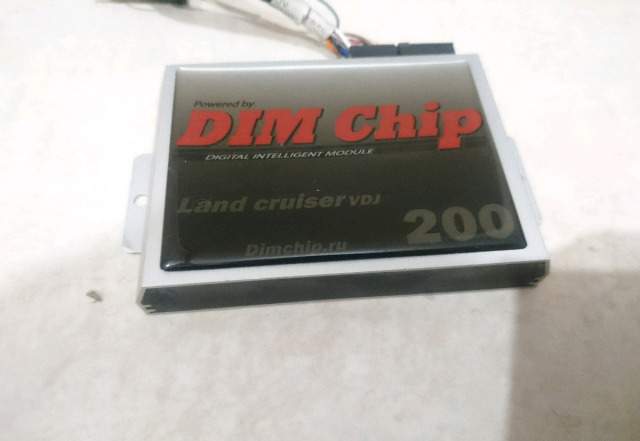 Powered by
DIM Chip
DIGITAL INTELLIGENT MODULE
Land cruiser VDJ
200
Dimchip.ru